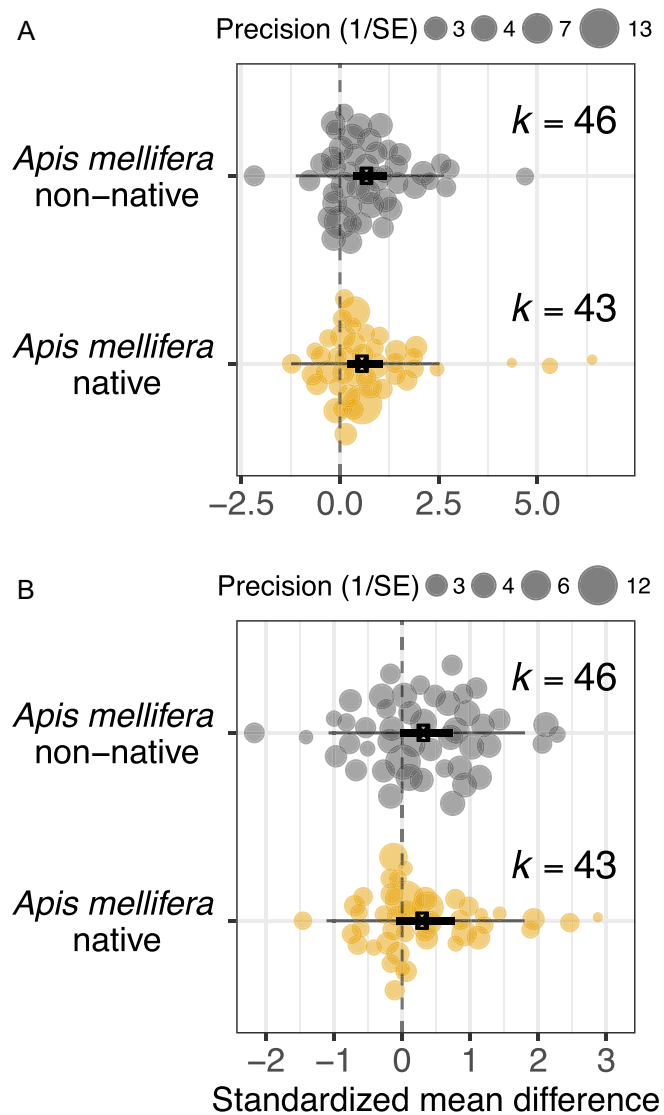 A
Precision (1/SE) 3 4 7 13
k = 46
Apis mellifera
non−native
k = 43
Apis mellifera
native
−2.5 0.0 2.5 5.0
B
Precision (1/SE) 3 4 6 12
k = 46
Apis mellifera
non−native
k = 43
Apis mellifera
native
−2 −1 0 1 2 3
Standardized mean difference